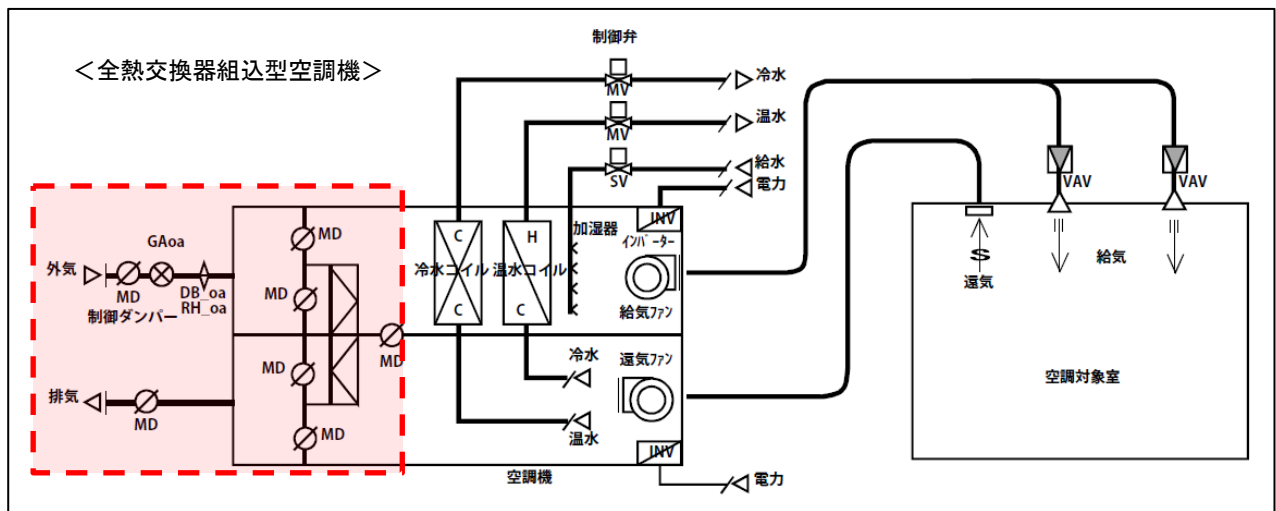 制御弁
＜全熱交換器組込型空調機＞
冷水
MV
温水
MV
給水
SV
電力
VAV
VAV
INV
MD
加湿器
インバーター
GAoa
外気
C
H
冷水コイル
温水コイル
給気
還気
MD
DB_oa
RH_oa
MD
制御ダンパー
C
C
給気ファン
MD
冷水
還気ファン
MD
排気
MD
MD
温水
空調対象室
INV
空調機
電力